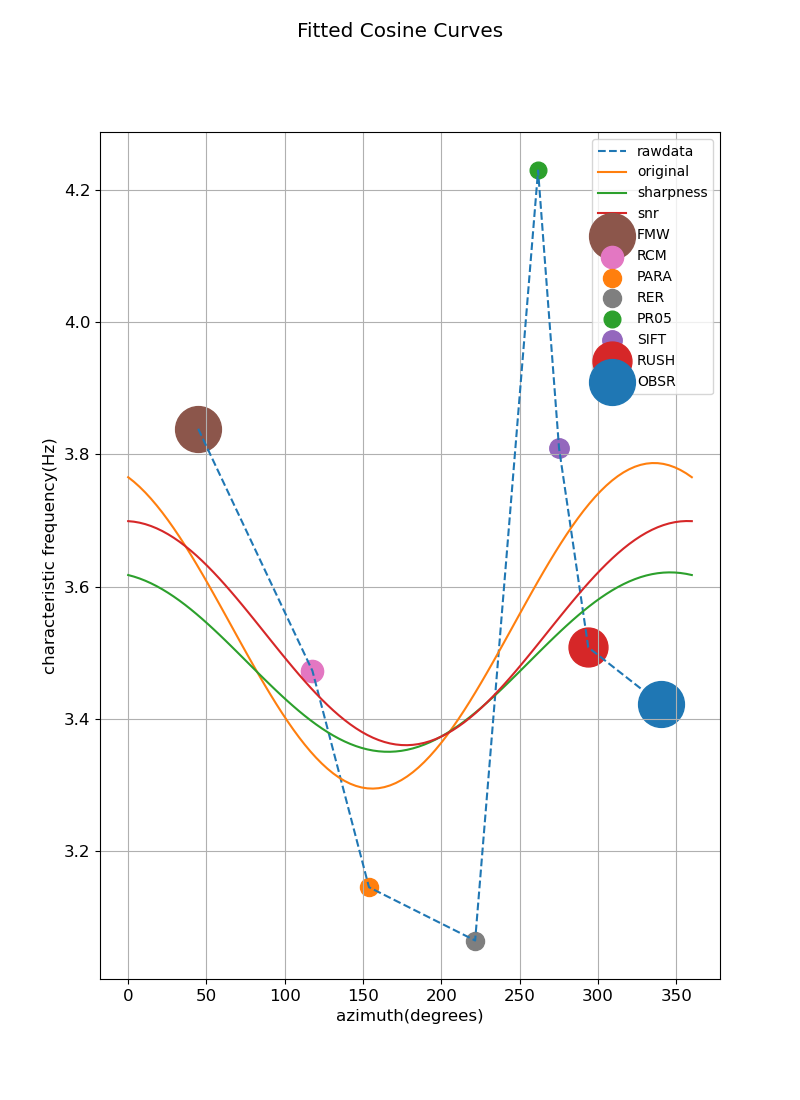 Fitted Cosine Curves
rawdata
original
sharpness
snr
FMW
RCM
PARA
RER
PR05
SIFT
RUSH
OBSR
characteristic frequency(Hz)
4.2
4.0
3.8
3.6
3.4
3.2
0 50 100 150 200 250 300 350
azimuth(degrees)